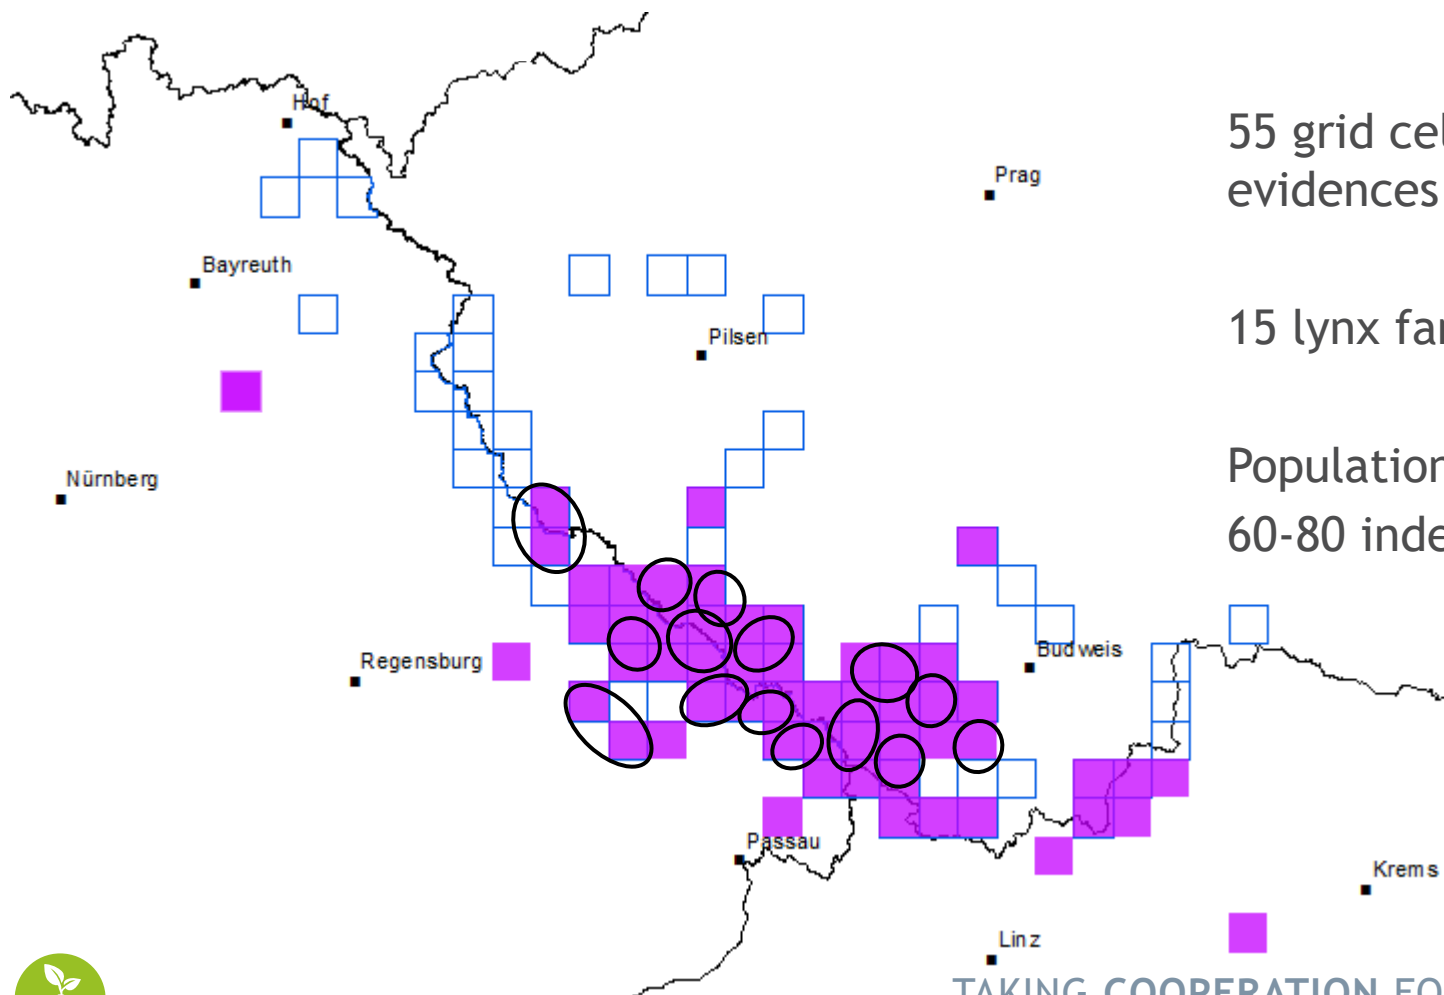 Hof
55 grid cel
evidences
Prag
Bayreuth
15 lynx far
Pilsen
Nürnberg
Population
60-80 inde
Budweis
Regensburg
Passau
Krems
Linz
TAKING COOPERATION FO